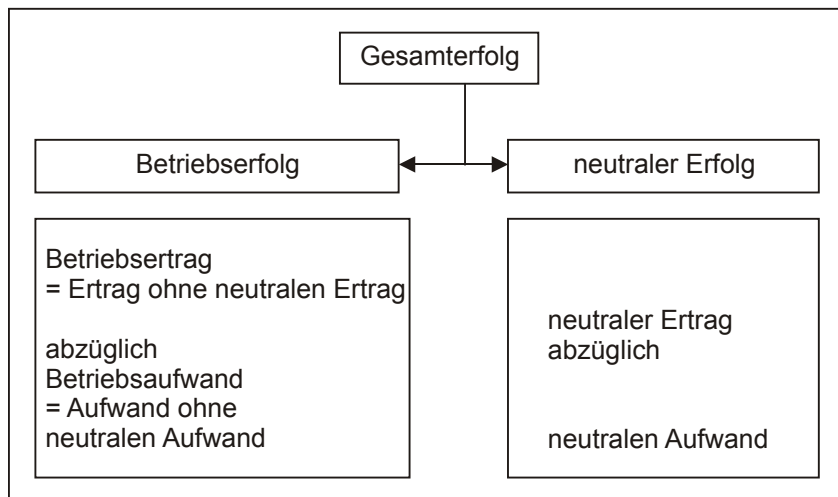 Gesamterfolg
Betriebserfolg
neutraler Erfolg
Betriebsertrag
= Ertrag ohne neutralen Ertrag
abzüglich
Betriebsaufwand
= Aufwand ohne
neutralen Aufwand
neutraler Ertrag
abzüglich
neutralen Aufwand